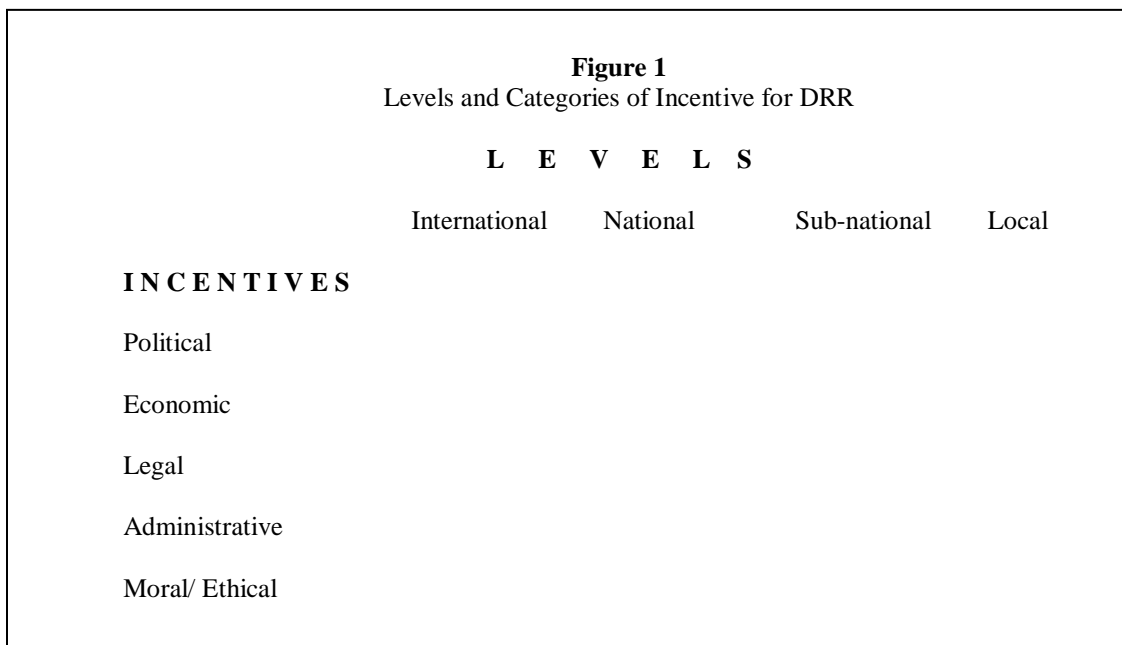 Figure 1
Levels and Categories of Incentive for DRR
L E V E L S
International National Sub-national Local
I N C E N T I V E S
Political
Economic
Legal
Administrative
Moral/ Ethical